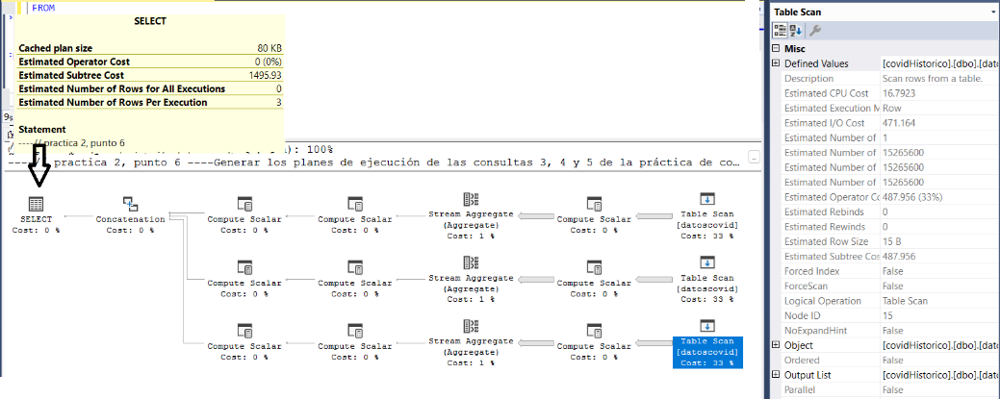 FROM
SELECT
Cached plan size 80 KB
Estimated Operator Cost 0 (0%)
Estimated Subtree Cost 1495.93
Estimated Number of Rows for All Executions 0
Estimated Number of Rows Per Execution 3
Statement
----// practica 2, punto 6
): 100%
practica 2, punto 6 ----Generar los planes de ejecución de las consultas 3, 4 y 5 de la práctica de co…
SELECT
Cost: 0 %
Concatenation
Cost: 0 %
Compute Scalar
Cost: 0 %
Compute Scalar
Cost: 0 %
Stream Aggregate
(Aggregate)
Cost: 1 %
Compute Scalar
Cost: 0 %
Table Scan
[datoscovid]
Cost: 33 %
Compute Scalar
Cost: 0 %
Compute Scalar
Cost: 0 %
Stream Aggregate
(Aggregate)
Cost: 1 %
Compute Scalar
Cost: 0 %
Table Scan
[datoscovid]
Cost: 33 %
Compute Scalar
Cost: 0 %
Compute Scalar
Cost: 0 %
Stream Aggregate
(Aggregate)
Cost: 1 %
Compute Scalar
Cost: 0 %
Table Scan
[datoscovid]
Cost: 33 %
Table Scan
Misc
Defined Values [covidHistorico].[dbo].[dato
Description Scan rows from a table.
Estimated CPU Cost 16.7923
Estimated Execution M Row
Estimated I/O Cost 471.164
Estimated Number of 1
Estimated Number of 15265600
Estimated Number of 15265600
Estimated Number of 15265600
Estimated Operator Co 487.956 (33%)
Estimated Rebinds 0
Estimated Rewinds 0
Estimated Row Size 15 B
Estimated Subtree Cos 487.956
Forced Index False
ForceScan False
Logical Operation Table Scan
Node ID 15
NoExpandHint False
Object [covidHistorico].[dbo].[dato
Ordered False
Output List [covidHistorico].[dbo].[dato
Parallel False